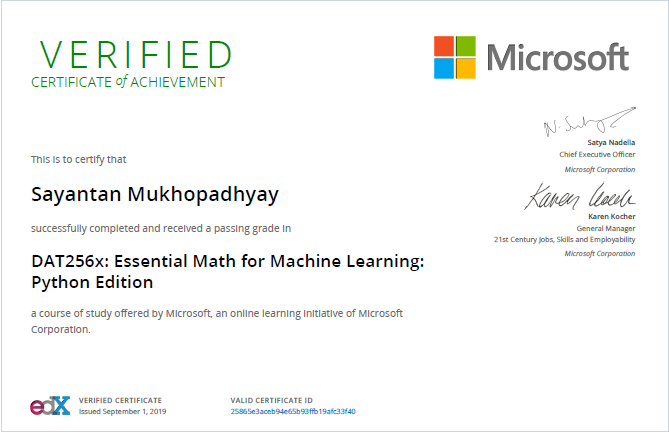 VERIFIED
CERTIFICATE of ACHIEVEMENT
Microsoft
This is to certify that
Sayantan Mukhopadhyay
successfully completed and received a passing grade in
DAT256x: Essential Math for Machine Learning:
Python Edition
a course of study offered by Microsoft, an online learning initiative of Microsoft
Corporation.
Satya Nadella
Chief Executive Officer
Microsoft Corporation
Karen Kocher
General Manager
21st Century Jobs, Skills and Employability
Microsoft Corporation
edX
VERIFIED CERTIFICATE
Issued September 1, 2019
VALID CERTIFICATE ID
25865e3aceb94e65b93ffb19afc33f40